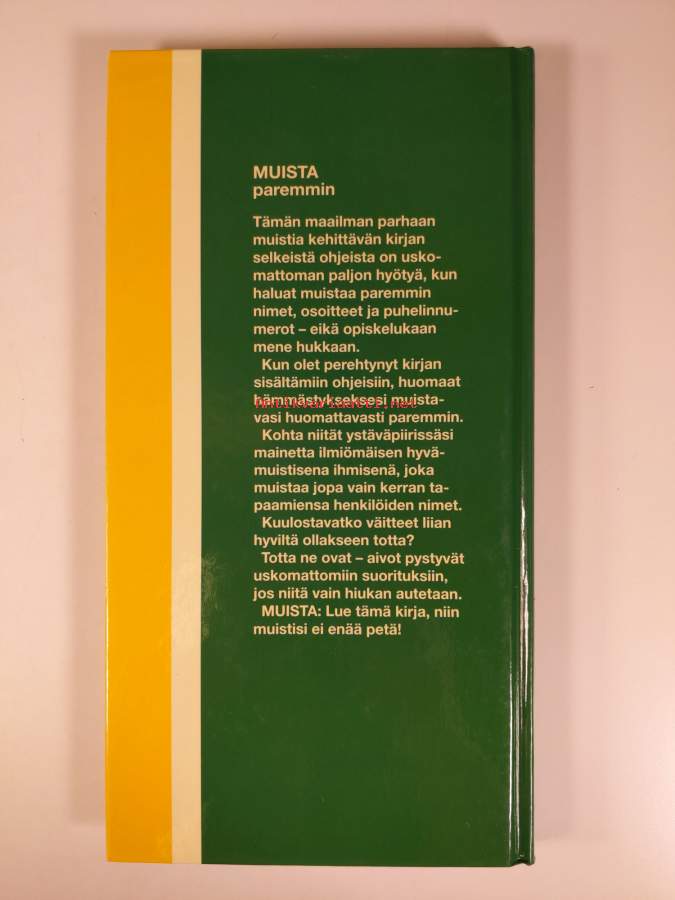 MUISTA
paremmin
Tämän maailman parhaan
muistia kehittävän kirjan
selkeistä ohjeista on usko-
mattoman paljon hyötyä, kun
haluat muistaa paremmin
nimet, osoitteet ja puhelinnu-
merot – eikä opiskelukaan
mene hukkaan.
Kun olet perehtynyt kirjan
sisältämiin ohjeisiin, huomaat
hämmästykseksesi muista-
Antikvariaatti.net
vasi huomattavasti paremmin.
Kohta niität ystäväpiirissäsi
mainetta ilmiömäisen hyvä-
muistisena ihmisenä, joka
muistaa jopa vain kerran ta-
paamiensa henkilöiden nimet.
Kuulostavatko väitteet liian
hyviltä ollakseen totta?
Totta ne ovat – aivot pystyvät
uskomattomiin suorituksiin,
jos niitä vain hiukan autetaan.
MUISTA: Lue tämä kirja, niin
muistisi ei enää petä!